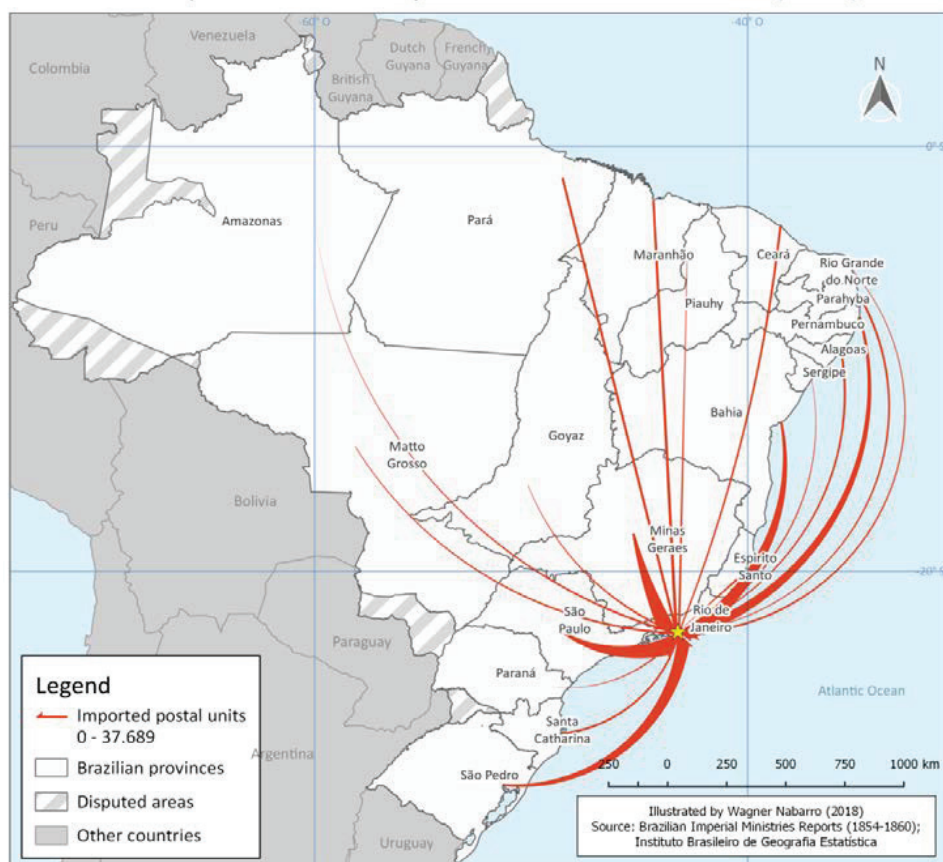 60° O
40° O
Venezuela
Colombia
Dutch
Guyana
French
Guyana
British
Guyana
N
0° S
Peru
Amazonas
Pará
Maranhão
Ceará
Rio Grande
do Norte
Piauhy
Parahyba
Pernambuco
Alagoas
Sergipe
Bahia
Matto
Grosso
Goyaz
Bolivia
Minas
Geraes
Espirito
Santo
20° S
São
Paulo
Rio de
Janeiro
Paraguay
Paraná
Atlantic Ocean
Santa
Catharina
Argentina
São Pedro
Uruguay
Legend
Imported postal units
0 - 37.689
Brazilian provinces
Disputed areas
Other countries
250 0 250 500 750 1000 km
Illustrated by Wagner Nabarro (2018)
Source: Brazilian Imperial Ministries Reports (1854-1860);
Instituto Brasileiro de Geografia Estatística